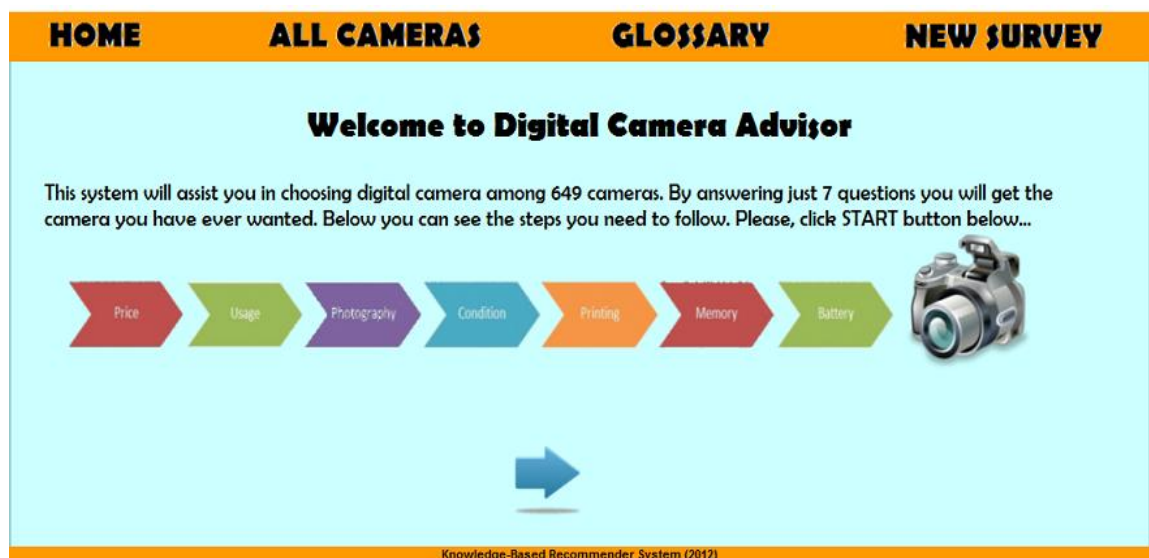 HOME ALL CAMERAS GLOSSARY NEW SURVEY
Welcome to Digital Camera Advisor
This system will assist you in choosing digital camera among 649 cameras. By answering just 7 questions you will get the
camera you have ever wanted. Below you can see the steps you need to follow. Please, click START button below...
Price Usage Photography Condition Printing Memory Battery
Knowledge-Based Recommender System (2012)